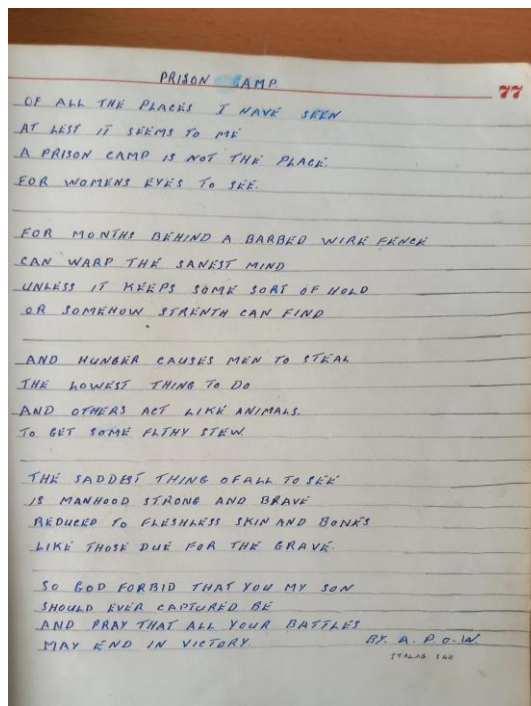 PRISON CAMP
77
OF ALL THE PLACES I HAVE SEEN
AT LEST IT SEEMS TO ME
A PRISON CAMP IS NOT THE PLACE.
FOR WOMENS EYES TO SEE.
FOR MONTHS BEHIND A BARBED WIRE FENCE
CAN WARP THE SANEST MIND
UNLESS IT KEEPS SOME SORT OF HOLD
OR SOMEHOW STRENTH CAN FIND
AND HUNGER CAUSES MEN TO STEAL
THE LOWEST THING TO DO
AND OTHERS ACT LIKE ANIMALS.
TO GET SOME FLTHY STEW.
THE SADDEST THING OF ALL TO SEE
IS MANHOOD STRONG AND BRAVE
REDUCED TO FLESHLESS SKIN AND BONES
LIKE THOSE DUE FOR THE GRAVE.
SO GOD FORBID THAT YOU MY SON
SHOULD EVER CAPTURED BE
AND PRAY THAT ALL YOUR BATTLES
MAY END IN VICTORY. BY. A. P.O.W.
STALAG 344